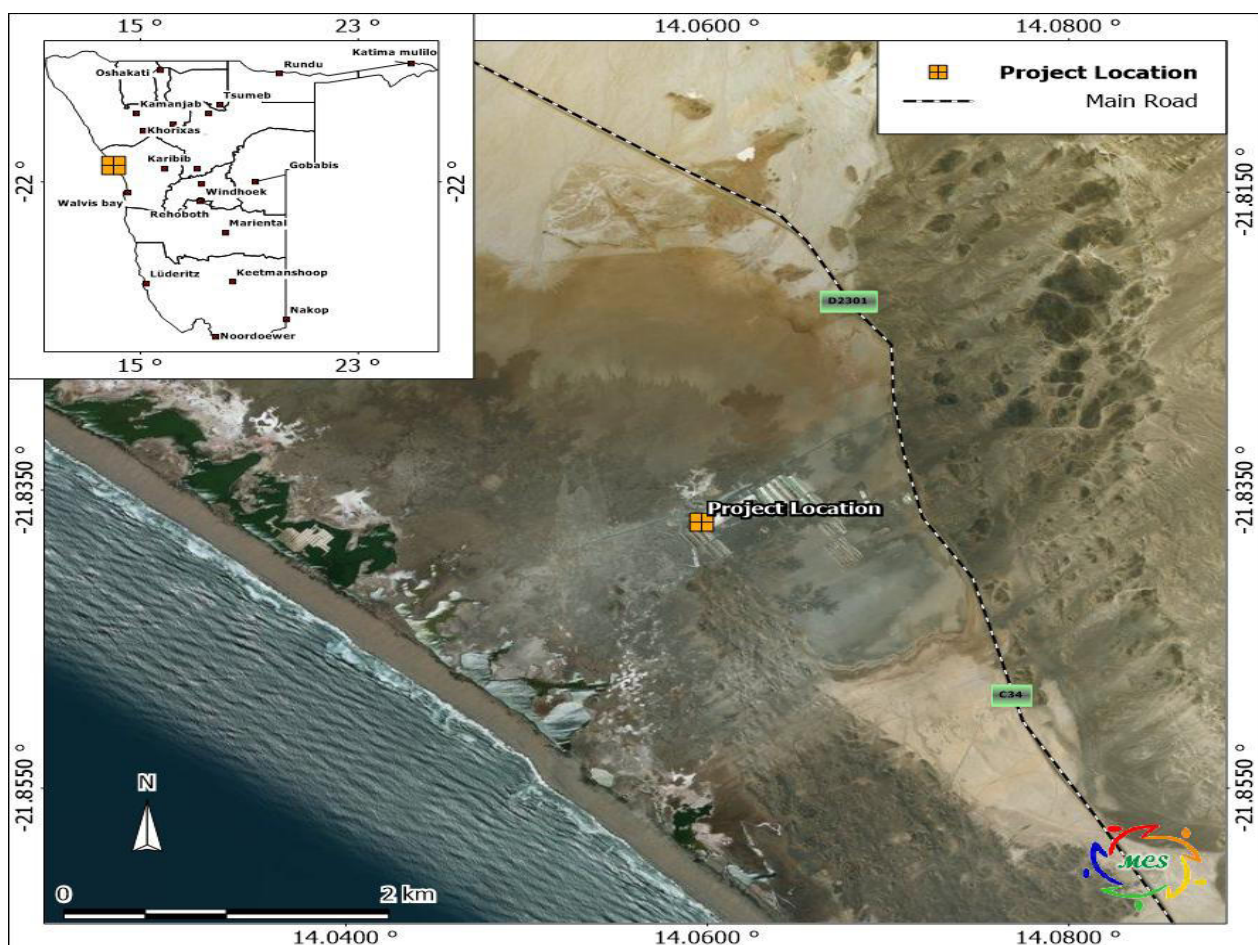 15 °
23 °
14.0600 °
14.0800 °
Katima mulilo
Oshakati
Rundu
Tsumeb
Kamanjab
Khorixas
Karibib
Gobabis
Windhoek
Walvis bay
Rehoboth
Mariental
Lüderitz
Keetmanshoop
Nakop
Noordoewer
-22 °
-22 °
15 °
23 °
Project Location
Main Road
-21.8150 °
D2301
-21.8350 °
-21.8350 °
Project Location
C34
-21.8550 °
-21.8550 °
N
MCS
0
2 km
14.0400 °
14.0600 °
14.0800 °